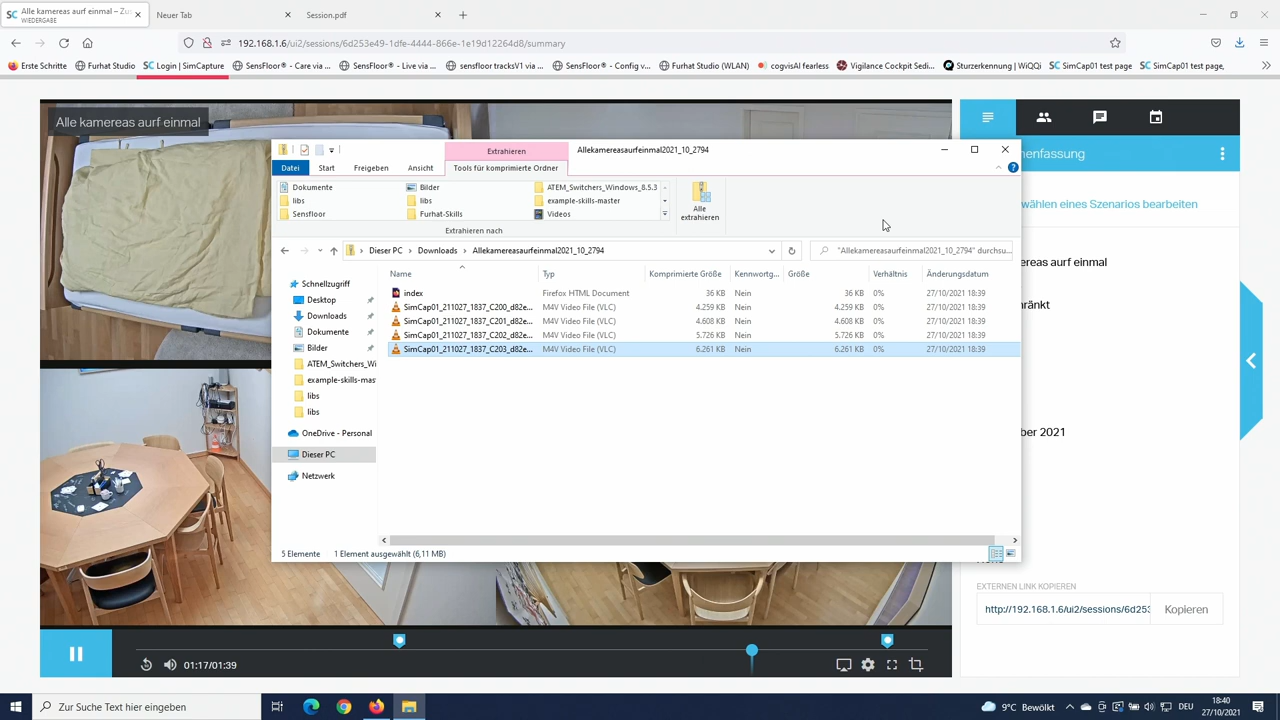 Alle kamereas aurf einmal – Zus
WIEDERGABE
Neuer Tab
Session.pdf
192.168.1.6/ui2/sessions/6d253e49-1dfe-4444-866e-1e19d12264d8/summary
Erste Schritte
Furhat Studio
Login | SimCapture
SensFloor® - Care via ...
SensFloor® - Live via ...
sensfloor tracksV1 via ...
SensFloor® - Config v...
Furhat Studio (WLAN)
cogvisAI fearless
Vigilance Cockpit Sedi...
Sturzerkennung | WiQQi
SimCap01 test page
SimCap01 test page,
Alle kamereas aurf einmal
Extrahieren
Allekamereasaurfeinmal2021_10_2794
Datei
Start
Freigeben
Ansicht
Tools für komprimierte Ordner
Dokumente
Bilder
ATEM_Switchers_Windows_8.5.3
libs
libs
example-skills-master
Sensfloor
Furhat-Skills
Videos
Alle
extrahieren
Extrahieren nach
Dieser PC
Downloads
Allekamereasaurfeinmal2021_10_2794
"Allekamereasaurfeinmal2021_10_2794" durchsu...
Name
Typ
Komprimierte Größe
Kennwortg...
Größe
Verhältnis
Änderungsdatum
index Firefox HTML Document 36 KB Nein 36 KB 0% 27/10/2021 18:39
SimCap01_211027_1837_C200_d82e... M4V Video File (VLC) 4.259 KB Nein 4.259 KB 0% 27/10/2021 18:39
SimCap01_211027_1837_C201_d82e... M4V Video File (VLC) 4.608 KB Nein 4.608 KB 0% 27/10/2021 18:39
SimCap01_211027_1837_C202_d82e... M4V Video File (VLC) 5.726 KB Nein 5.726 KB 0% 27/10/2021 18:39
SimCap01_211027_1837_C203_d82e... M4V Video File (VLC) 6.261 KB Nein 6.261 KB 0% 27/10/2021 18:39
Schnellzugriff
Desktop
Downloads
Dokumente
Bilder
ATEM_Switchers_Wi
example-skills-mas
libs
libs
OneDrive - Personal
Dieser PC
Netzwerk
5 Elemente
1 Element ausgewählt (6,11 MB)
menfassung
wählen eines Szenarios bearbeiten
ereas aurf einmal
hränkt
ber 2021
EXTERNEN LINK KOPIEREN
http://192.168.1.6/ui2/sessions/6d253
Kopieren
01:17/01:39
Zur Suche Text hier eingeben
9°C Bewölkt
DEU
18:40
27/10/2021